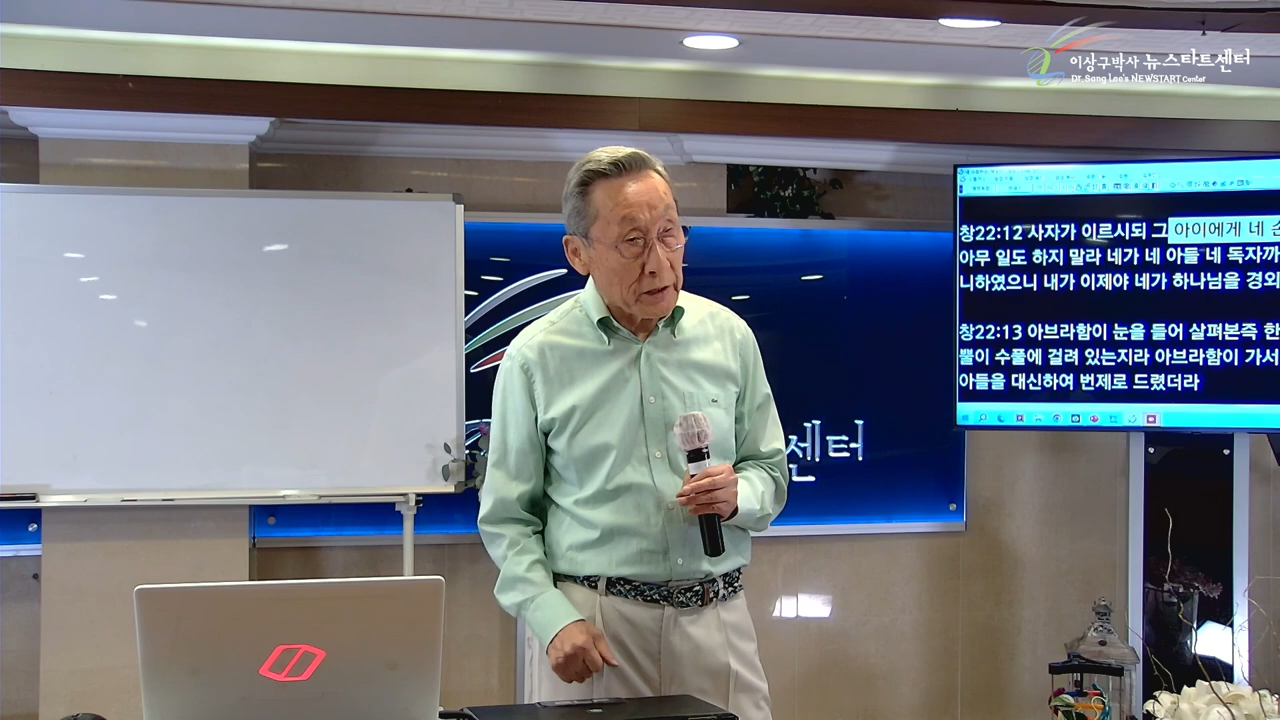 이상구박사 뉴스타트센터
Dr. Sang Lee's NEWSTART Center
창22:12 사자가 이르시되 그 아이에게 네 손
아무 일도 하지 말라 네가 네 아들 네 독자까
니하였으니 내가 이제야 네가 하나님을 경외
창22:13 아브라함이 눈을 들어 살펴본즉 한
뿔이 수풀에 걸려 있는지라 아브라함이 가서
아들을 대신하여 번제로 드렸더라
센터